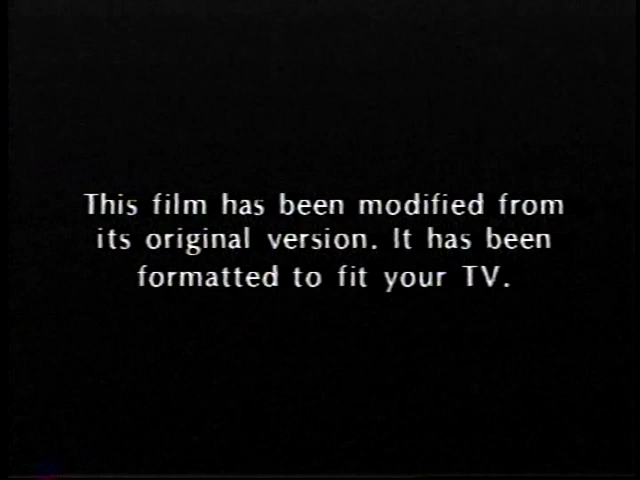 This film has been modified from
its original version. It has been
formatted to fit your TV.